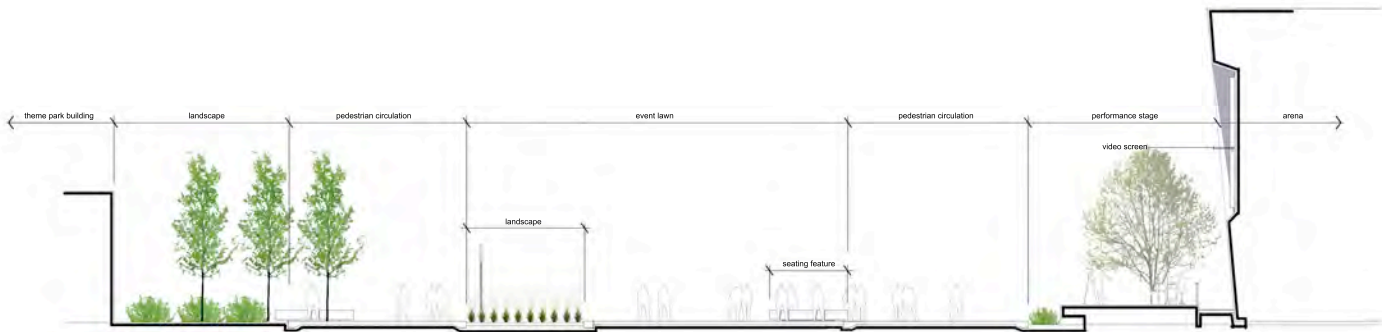 theme park building
landscape
pedestrian circulation
event lawn
pedestrian circulation
performance stage
arena
video screen
landscape
seating feature